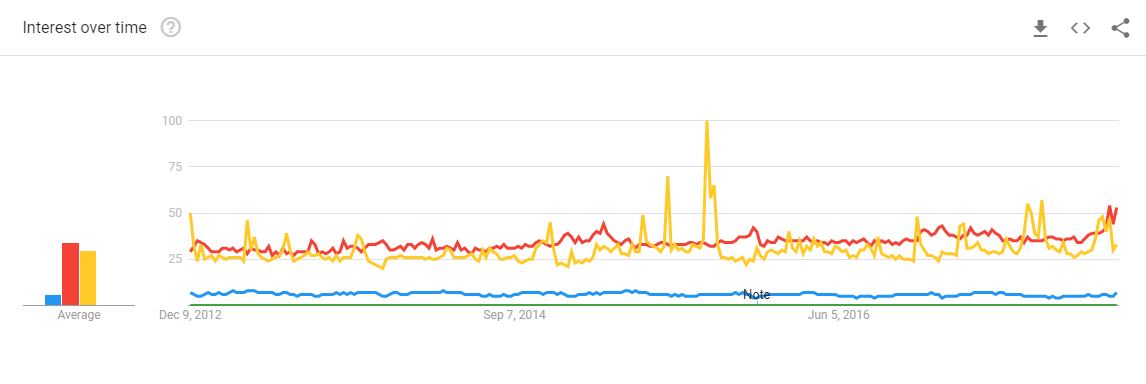 Interest over time ?
100
75
50
25
Note
Average
Dec 9, 2012 Sep 7, 2014 Jun 5, 2016